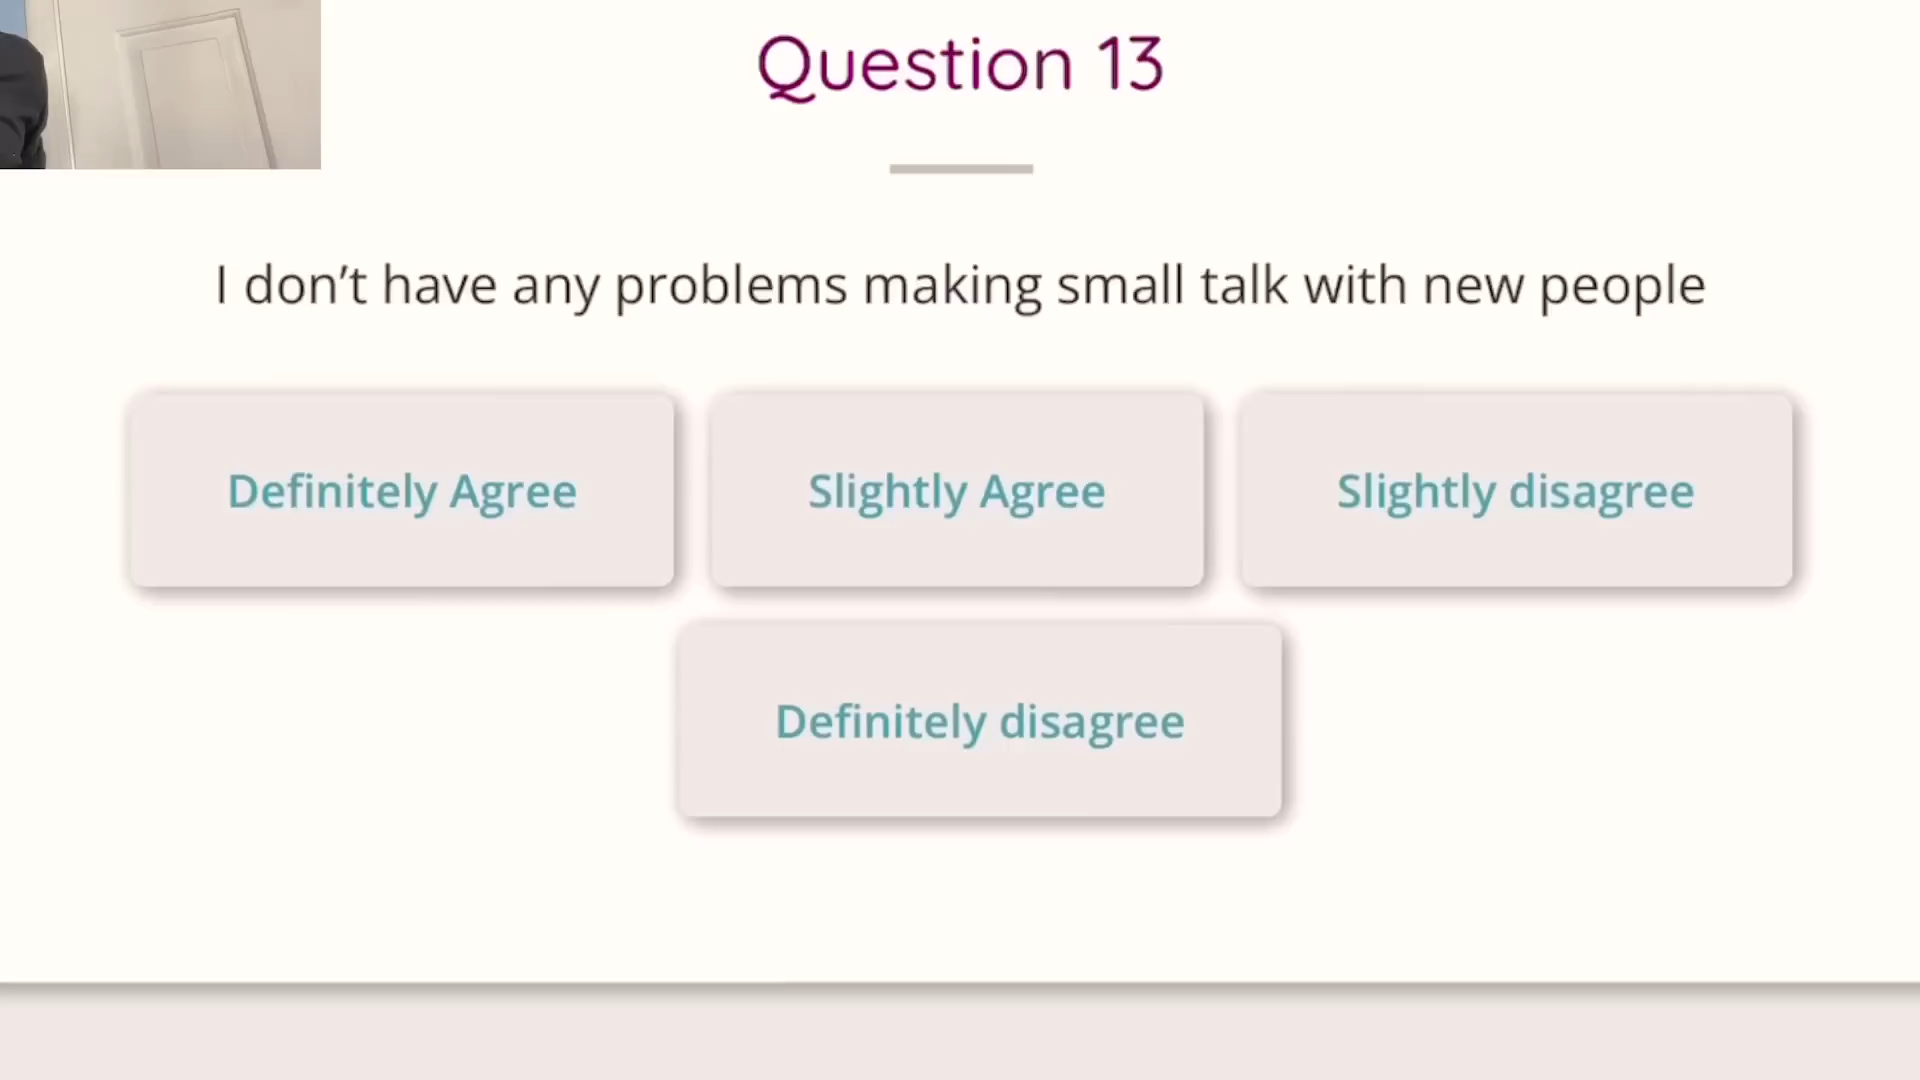 Question 13
I don’t have any problems making small talk with new people
Definitely Agree
Slightly Agree
Slightly disagree
Definitely disagree